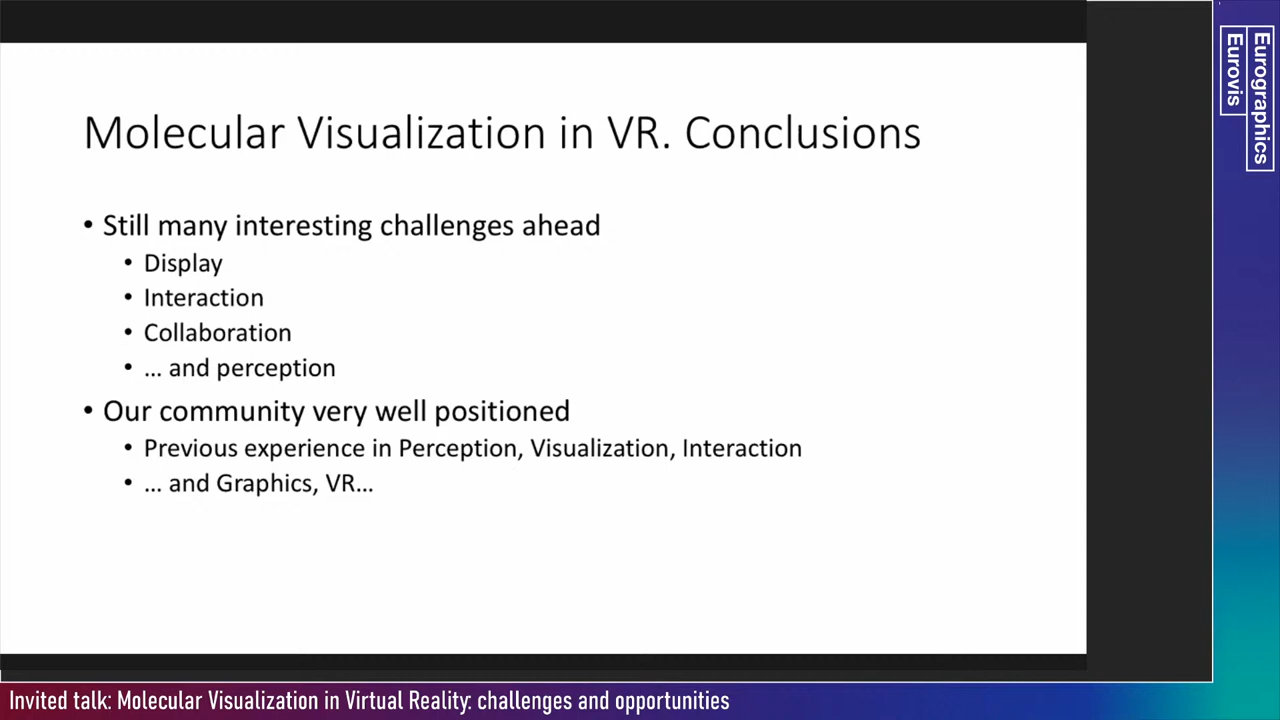 Molecular Visualization in VR. Conclusions
• Still many interesting challenges ahead
• Display
• Interaction
• Collaboration
• … and perception
• Our community very well positioned
• Previous experience in Perception, Visualization, Interaction
• … and Graphics, VR…
Eurographics
Eurovis
Invited talk: Molecular Visualization in Virtual Reality: challenges and opportunities